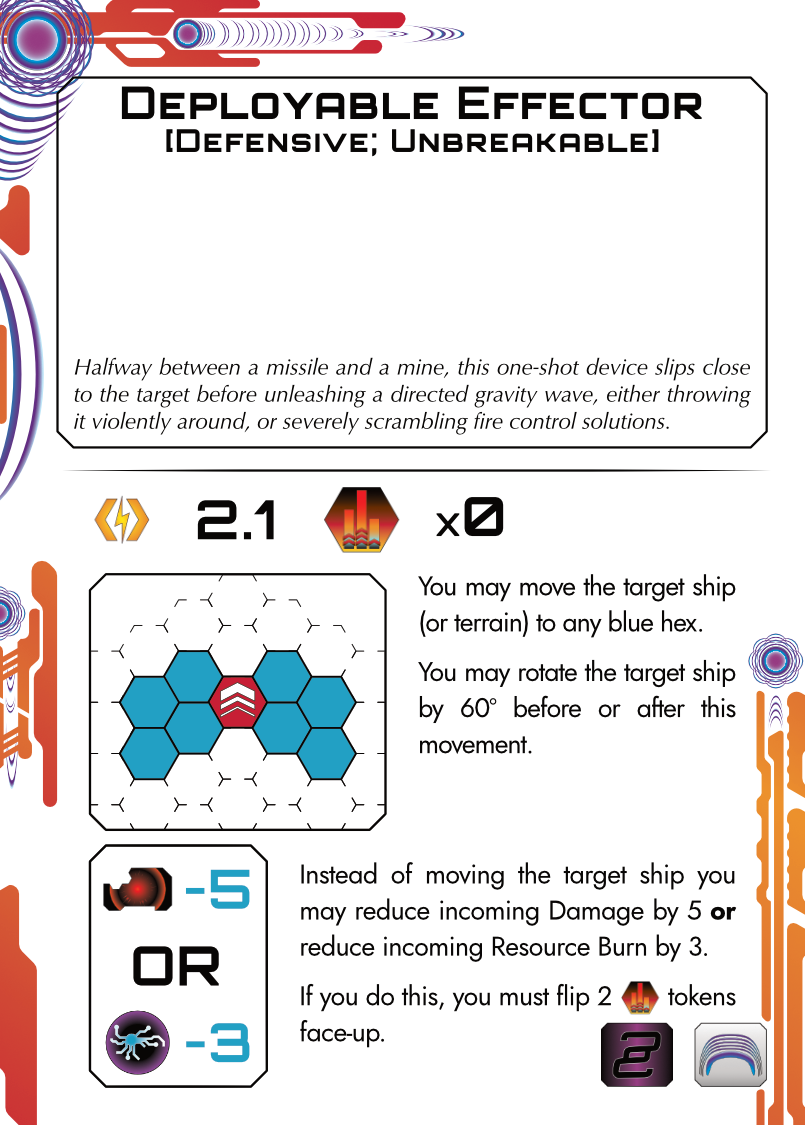 Deployable Effector
[Defensive; Unbreakable]
Halfway between a missile and a mine, this one-shot device slips close
to the target before unleashing a directed gravity wave, either throwing
it violently around, or severely scrambling fire control solutions.
2.1 x0
You may move the target ship
(or terrain) to any blue hex.
You may rotate the target ship
by 60° before or after this
movement.
-5
OR
-3
Instead of moving the target ship you
may reduce incoming Damage by 5 or
reduce incoming Resource Burn by 3.
If you do this, you must flip 2 tokens
face-up.
2